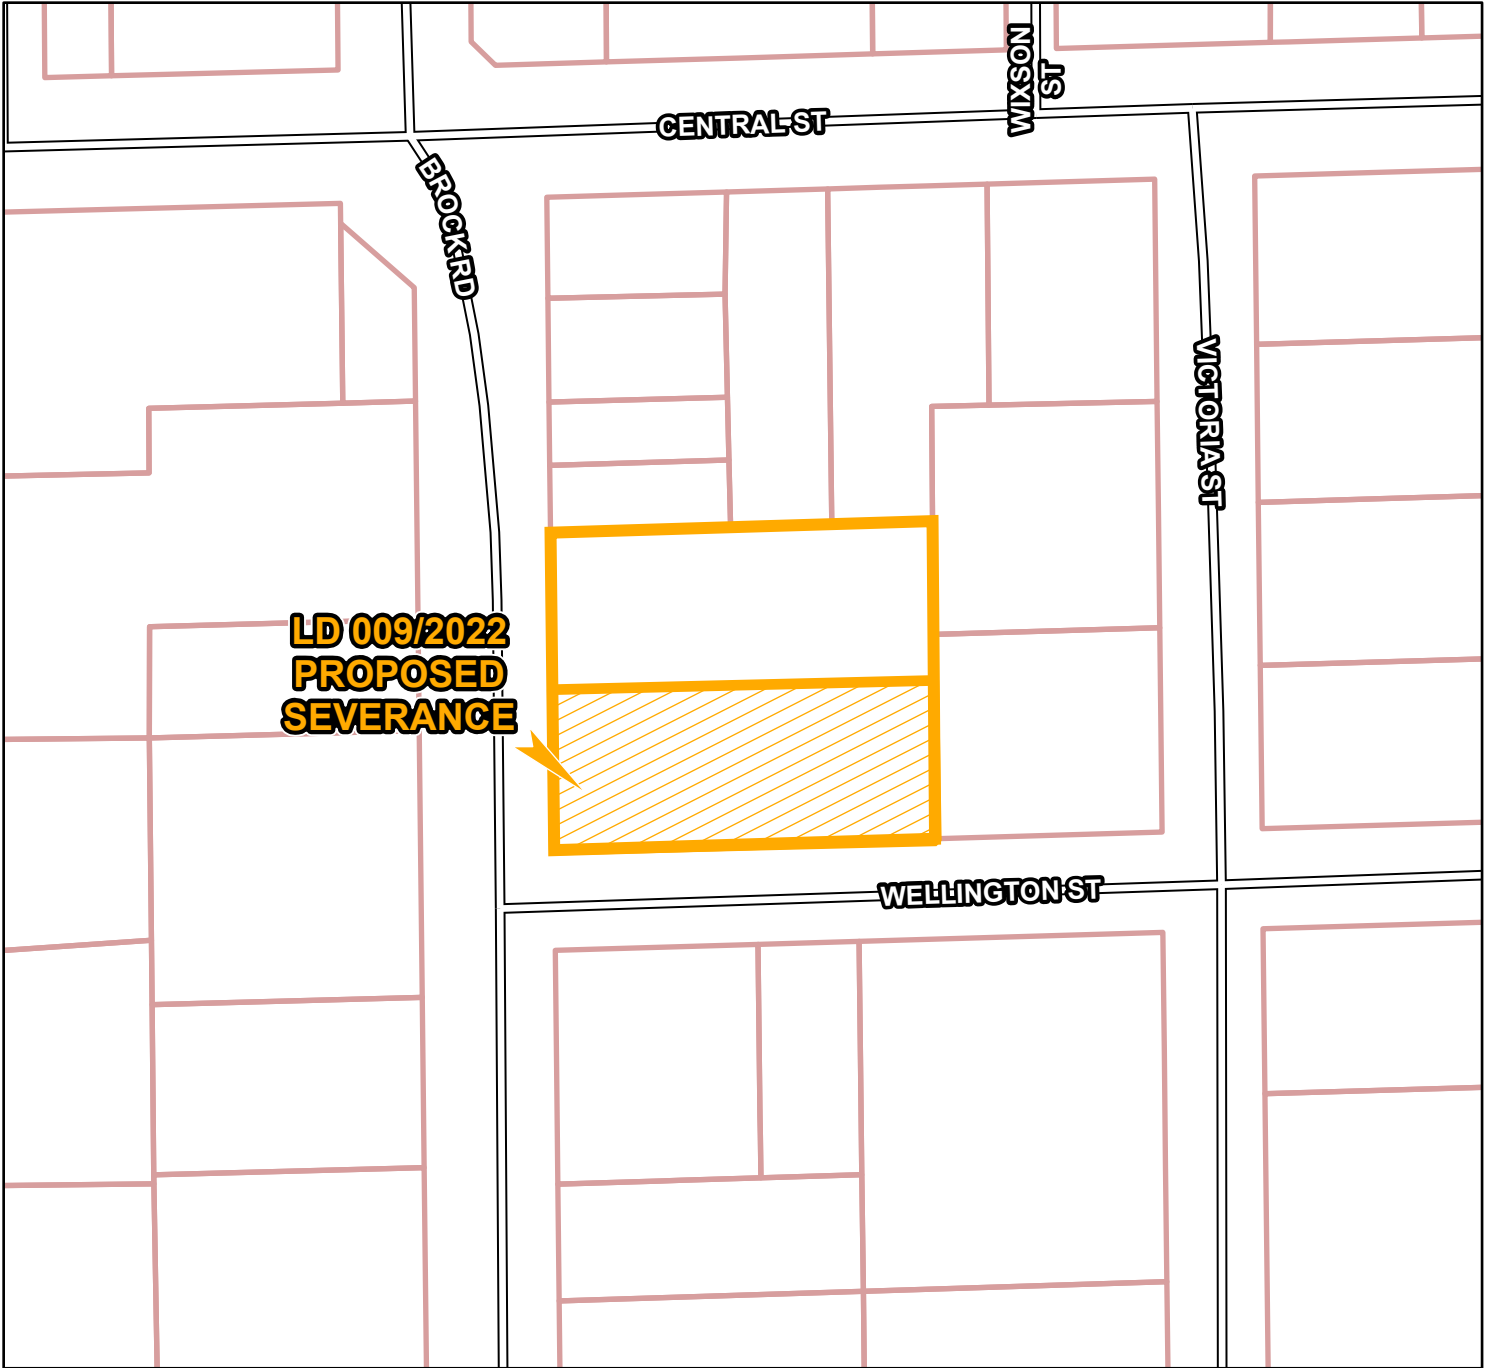 WIXSON
ST
CENTRAL ST
BROCK RD
VICTORIA ST
LD 009/2022
PROPOSED
SEVERANCE
WELLINGTON ST